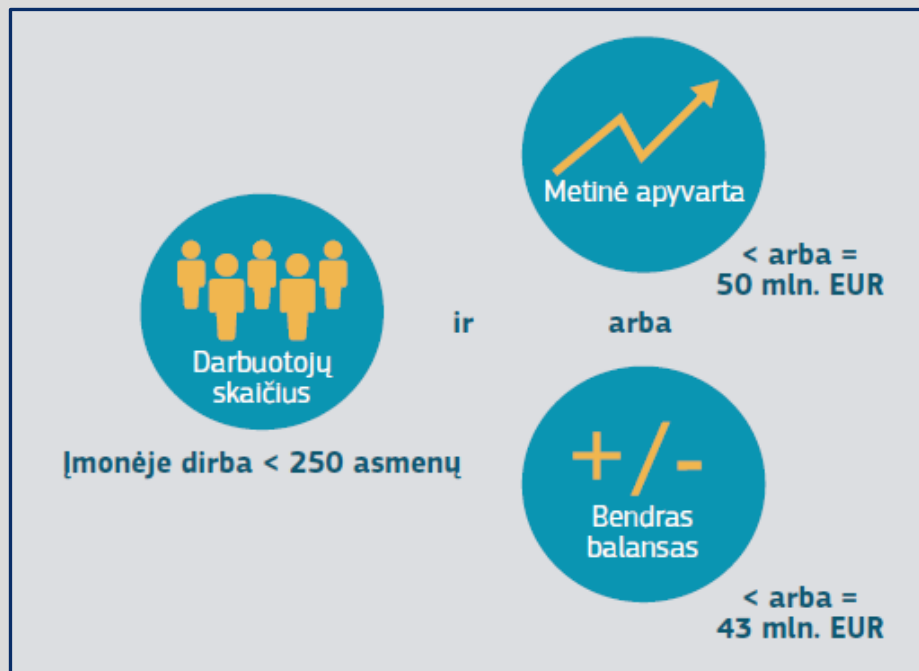 Metinė apyvarta
< arba =
50 mln. EUR
Darbuotojų
skaičius
ir
arba
Įmonėje dirba < 250 asmenų
+/-
Bendras
balansas
< arba =
43 mln. EUR